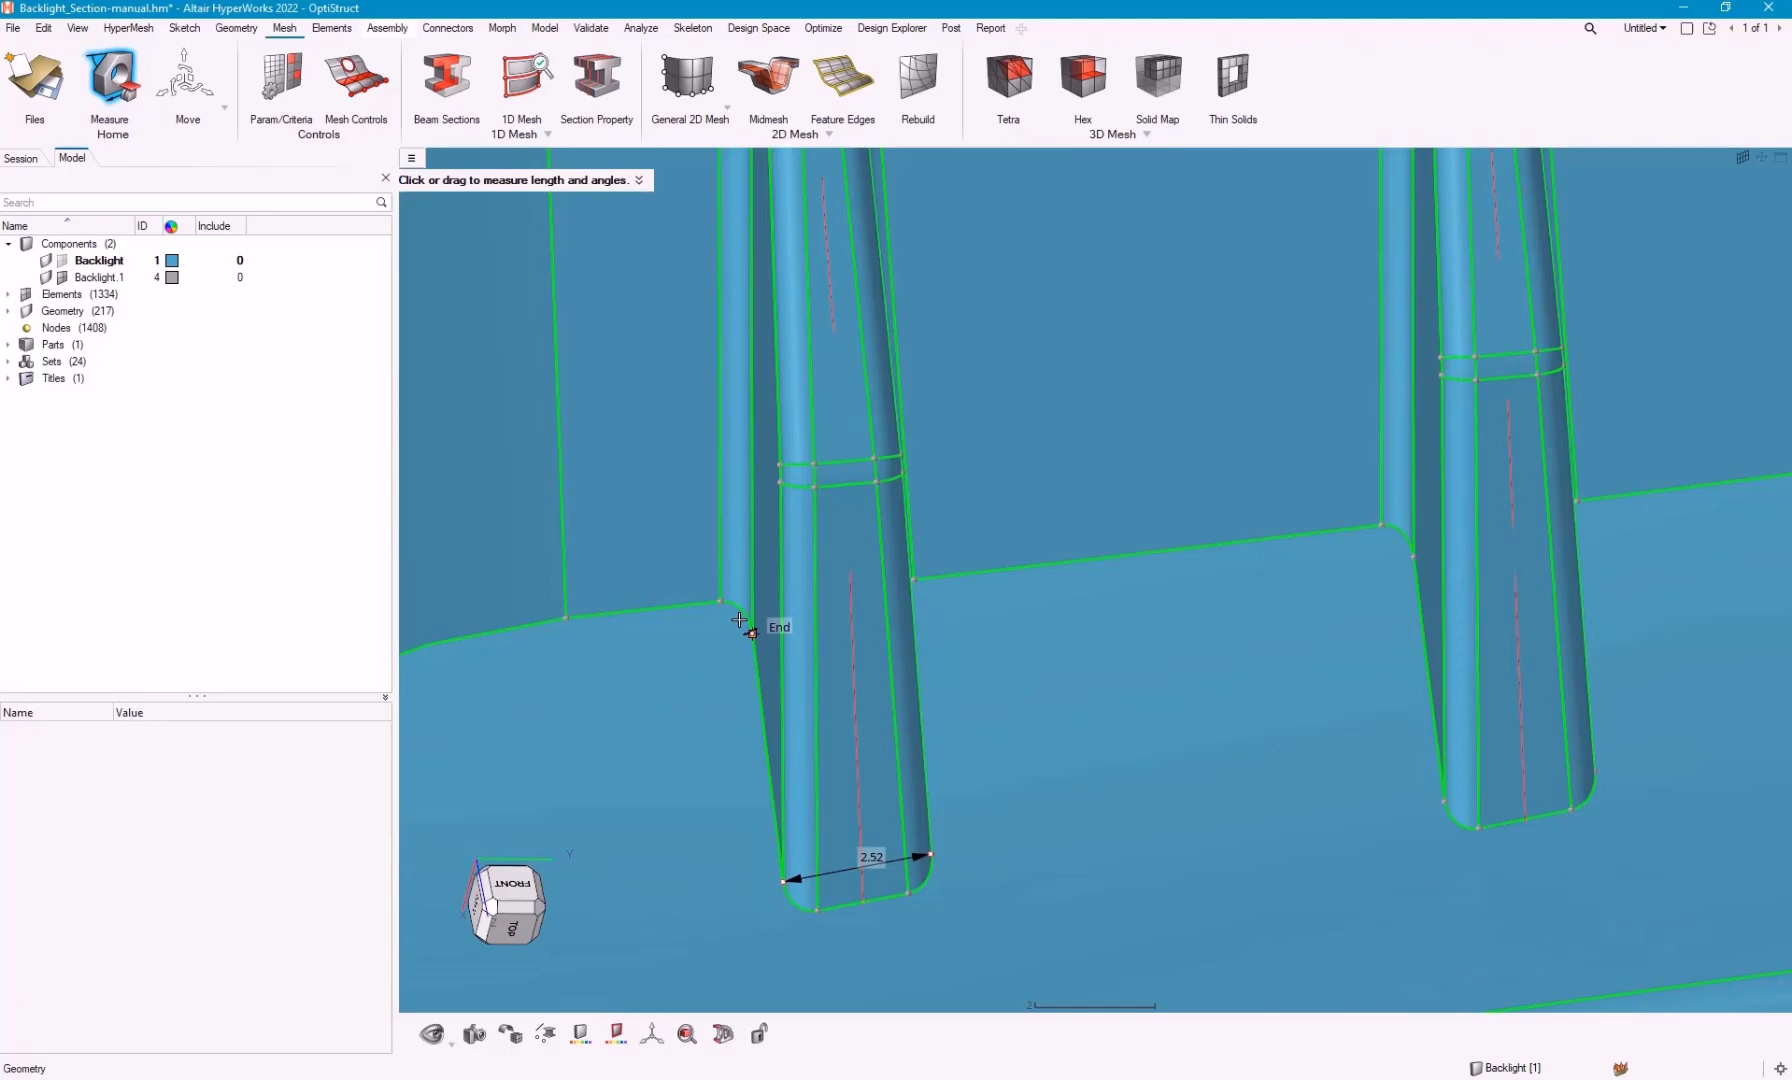 Backlight_Section-manual.hm* - Altair HyperWorks 2022 - OptiStruct
File Edit View HyperMesh Sketch Geometry Mesh Elements Assembly Connectors Morph Model Validate Analyze Skeleton Design Space Optimize Design Explorer Post Report Untitled 1 of 1
Files Measure Move Param/Criteria Mesh Controls Beam Sections 1D Mesh Section Property General 2D Mesh Midmesh Feature Edges Rebuild Tetra Hex Solid Map Thin Solids
Home Controls 1D Mesh 2D Mesh 3D Mesh
Session Model
Click or drag to measure length and angles.
Search
Name ID Include
Components (2)
Backlight 1 0
Backlight.1 4 0
Elements (1334)
Geometry (217)
Nodes (1408)
Parts (1)
Sets (24)
Titles (1)
End
Name Value
2.52
Y
FRONT
X
TOP
2
Geometry Backlight [1]